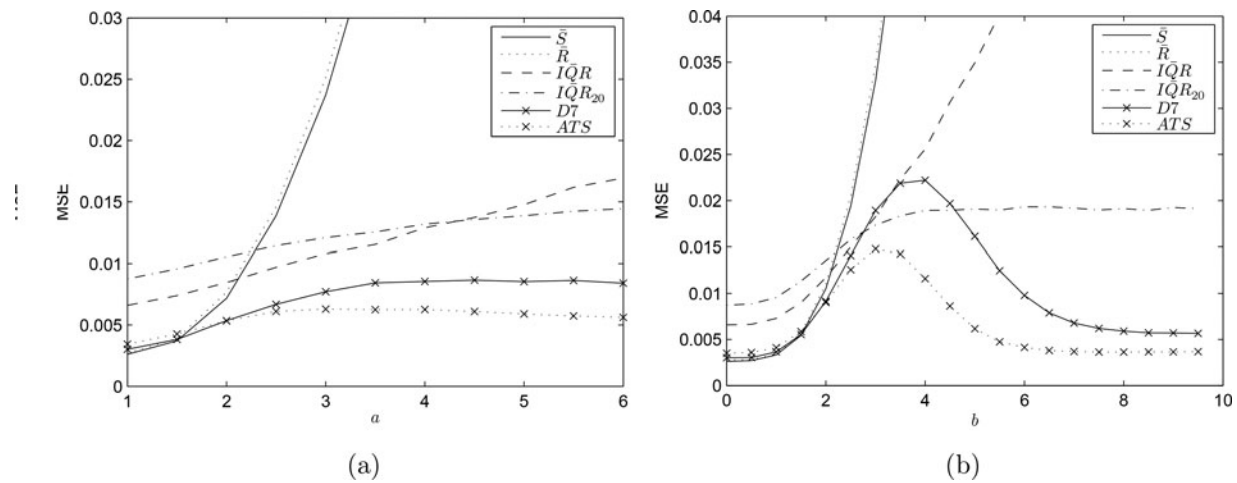 0.03
0.025
0.02
0.015
0.01
0.005
0
MSE
1 2 3 4 5 6
a
S̄
R̄
IQ̄R
IQ̄R₂₀
D7
ATS
(a)
0.04
0.035
0.03
0.025
0.02
0.015
0.01
0.005
0
MSE
0 2 4 6 8 10
b
S̄
R̄
IQ̄R
IQ̄R₂₀
D7
ATS
(b)